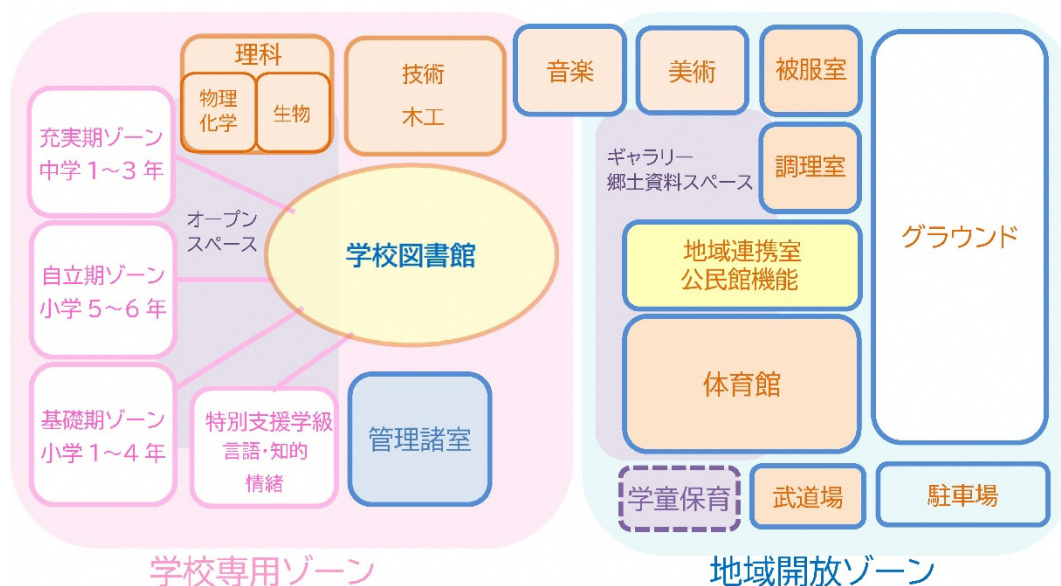 理科
物理
化学
生物
技術
木工
音楽
美術
被服室
充実期ゾーン
中学1～3年
オープン
スペース
学校図書館
ギャラリー
郷土資料スペース
調理室
グラウンド
自立期ゾーン
小学5～6年
地域連携室
公民館機能
体育館
基礎期ゾーン
小学1～4年
特別支援学級
言語・知的
情緒
管理諸室
学童保育
武道場
駐車場
学校専用ゾーン
地域開放ゾーン